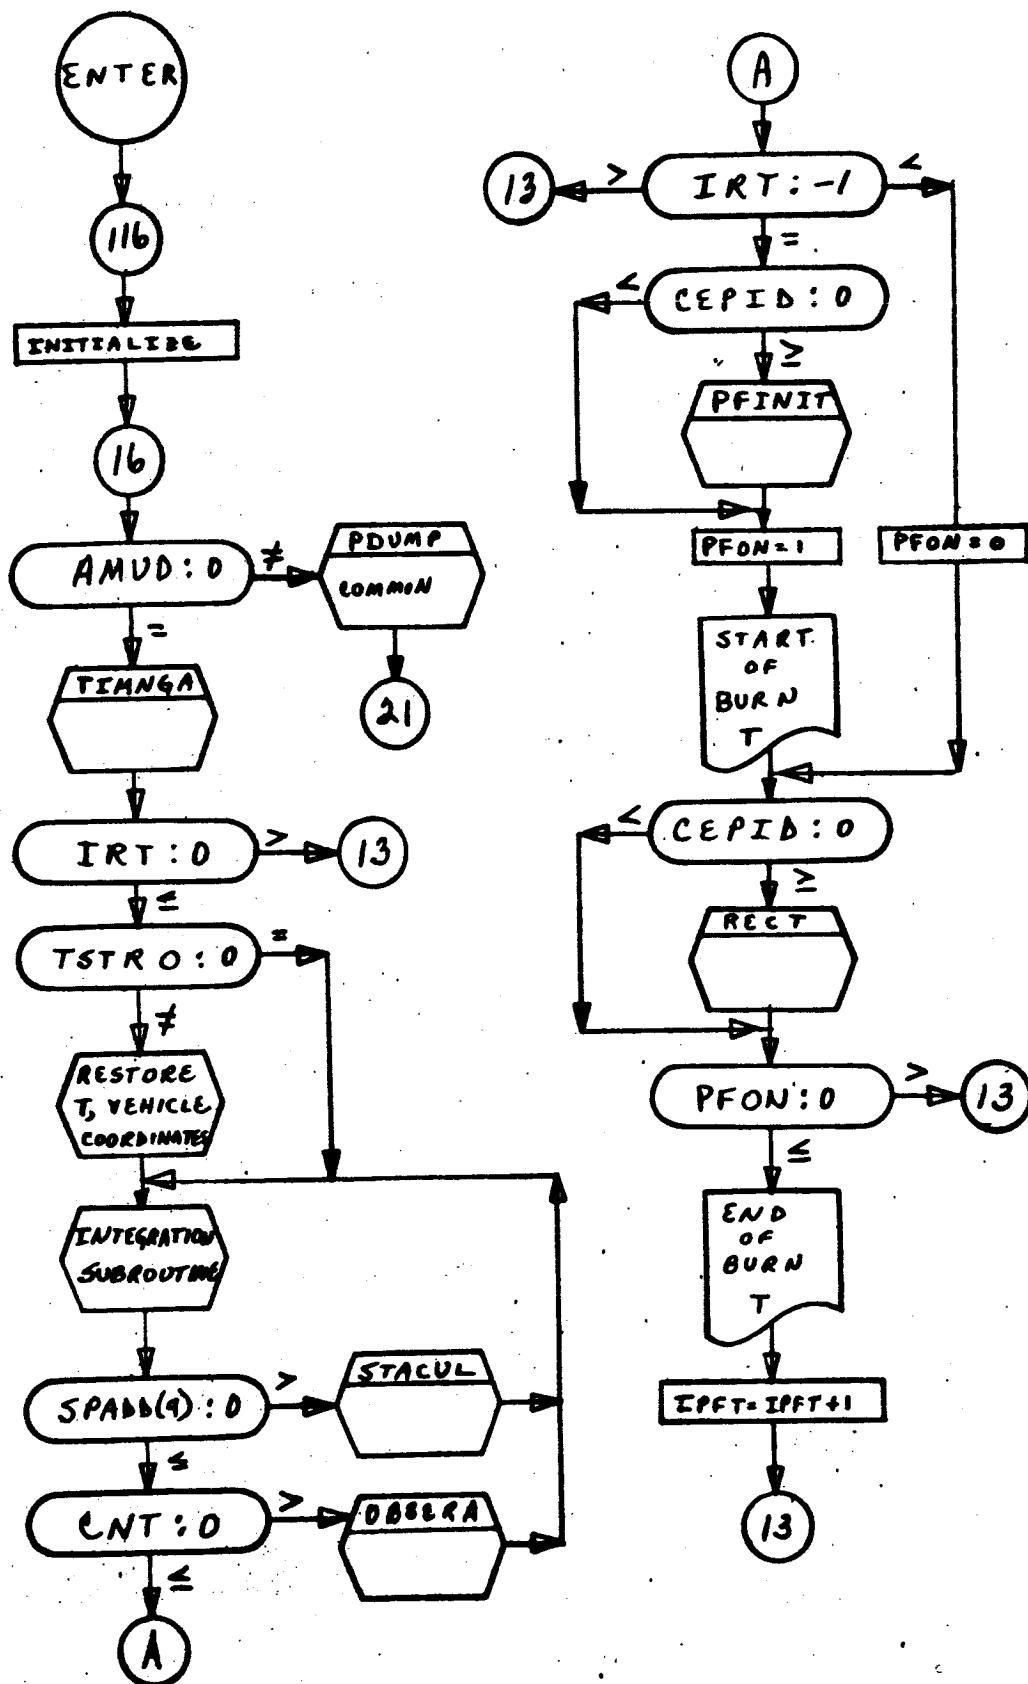 ENTER
116
INITIALIZE
16
AMUD : 0
≠
PDUMP
COMMON
21
=
TIMNGA
IRT : 0
>
13
≤
TSTRO : 0
=
≠
RESTORE
T, VEHICLE
COORDINATES
INTEGRATION
SUBROUTINE
SPADD(9) : 0
>
STACUL
≤
CNT : 0
>
OBSERA
≤
A
A
IRT : -1
>
13
<
=
CEPID : 0
<
≥
PFINIT
PFON = 1
PFON = 0
START
OF
BURN
T
CEPID : 0
<
≥
RECT
PFON : 0
>
13
≤
END
OF
BURN
T
IPFT = IPFT + 1
13